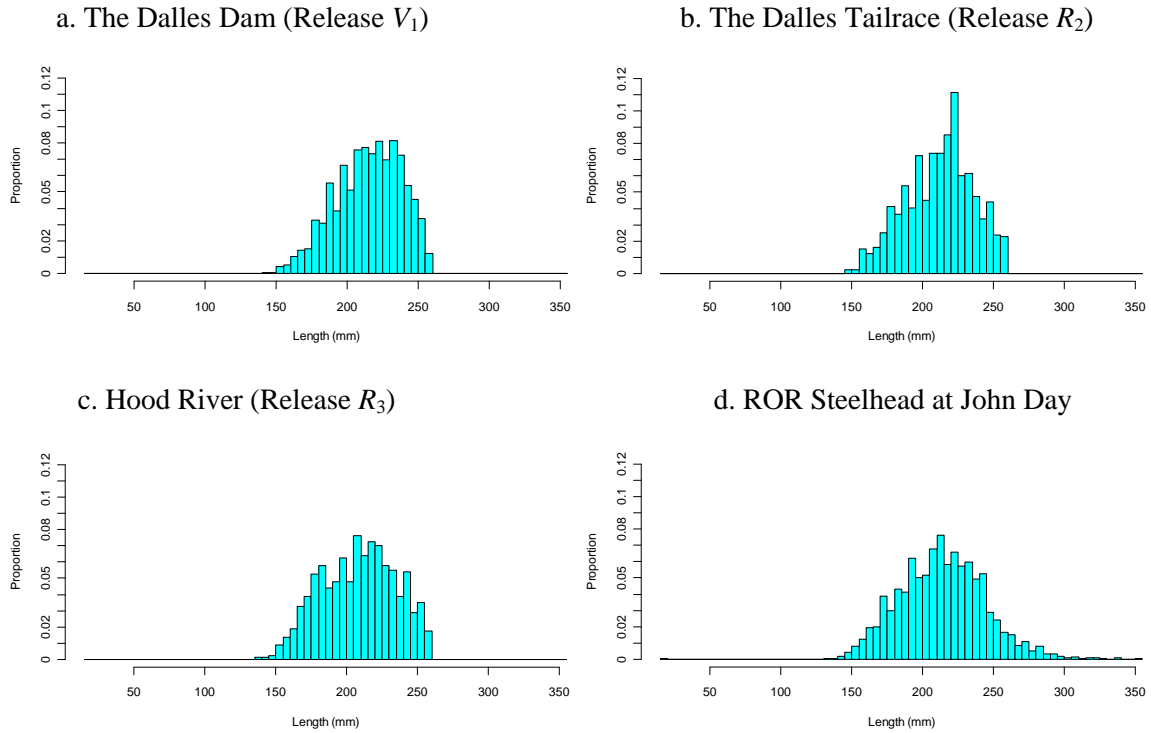 a. The Dalles Dam (Release V₁)
0.12
0.1
0.08
0.05
0.02
0
Proportion
50 100 150 200 250 300 350
Length (mm)
b. The Dalles Tailrace (Release R₂)
0.12
0.1
0.08
0.05
0.02
0
Proportion
50 100 150 200 250 300 350
Length (mm)
c. Hood River (Release R₃)
0.12
0.1
0.08
0.05
0.02
0
Proportion
50 100 150 200 250 300 350
Length (mm)
d. ROR Steelhead at John Day
0.12
0.1
0.08
0.05
0.02
0
Proportion
50 100 150 200 250 300 350
Length (mm)